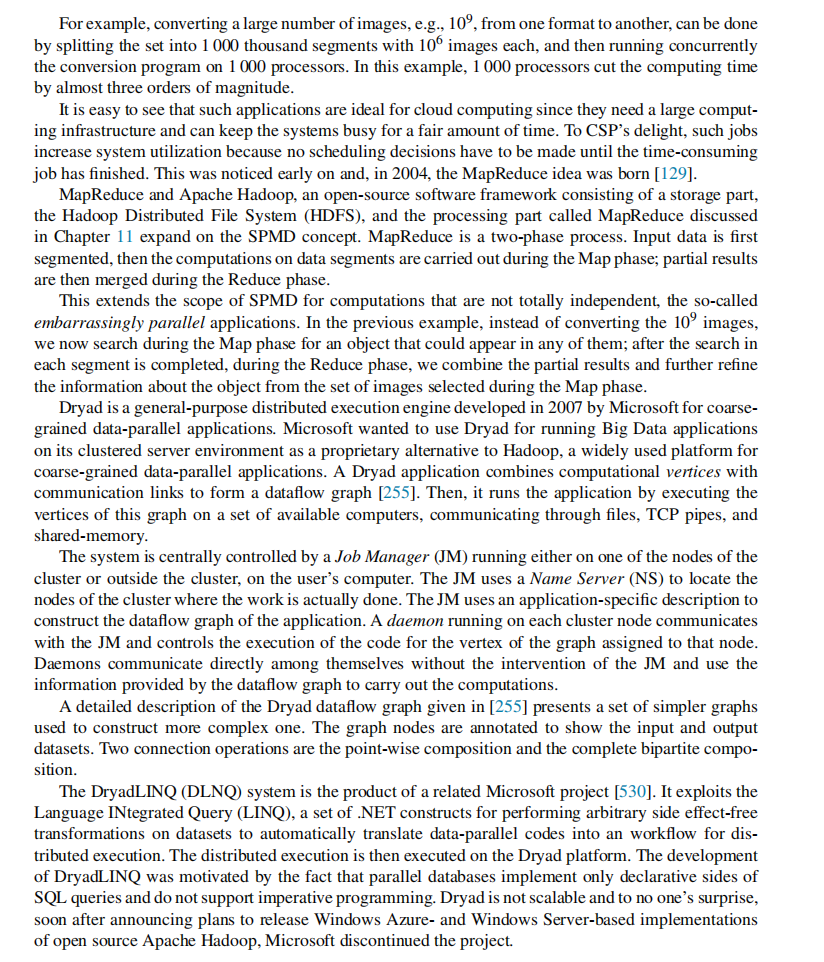 For example, converting a large number of images, e.g., 10⁹, from one format to another, can be done
by splitting the set into 1 000 thousand segments with 10⁶ images each, and then running concurrently
the conversion program on 1 000 processors. In this example, 1 000 processors cut the computing time
by almost three orders of magnitude.
It is easy to see that such applications are ideal for cloud computing since they need a large comput-
ing infrastructure and can keep the systems busy for a fair amount of time. To CSP's delight, such jobs
increase system utilization because no scheduling decisions have to be made until the time-consuming
job has finished. This was noticed early on and, in 2004, the MapReduce idea was born [129].
MapReduce and Apache Hadoop, an open-source software framework consisting of a storage part,
the Hadoop Distributed File System (HDFS), and the processing part called MapReduce discussed
in Chapter 11 expand on the SPMD concept. MapReduce is a two-phase process. Input data is first
segmented, then the computations on data segments are carried out during the Map phase; partial results
are then merged during the Reduce phase.
This extends the scope of SPMD for computations that are not totally independent, the so-called
embarrassingly parallel applications. In the previous example, instead of converting the 10⁹ images,
we now search during the Map phase for an object that could appear in any of them; after the search in
each segment is completed, during the Reduce phase, we combine the partial results and further refine
the information about the object from the set of images selected during the Map phase.
Dryad is a general-purpose distributed execution engine developed in 2007 by Microsoft for coarse-
grained data-parallel applications. Microsoft wanted to use Dryad for running Big Data applications
on its clustered server environment as a proprietary alternative to Hadoop, a widely used platform for
coarse-grained data-parallel applications. A Dryad application combines computational vertices with
communication links to form a dataflow graph [255]. Then, it runs the application by executing the
vertices of this graph on a set of available computers, communicating through files, TCP pipes, and
shared-memory.
The system is centrally controlled by a Job Manager (JM) running either on one of the nodes of the
cluster or outside the cluster, on the user's computer. The JM uses a Name Server (NS) to locate the
nodes of the cluster where the work is actually done. The JM uses an application-specific description to
construct the dataflow graph of the application. A daemon running on each cluster node communicates
with the JM and controls the execution of the code for the vertex of the graph assigned to that node.
Daemons communicate directly among themselves without the intervention of the JM and use the
information provided by the dataflow graph to carry out the computations.
A detailed description of the Dryad dataflow graph given in [255] presents a set of simpler graphs
used to construct more complex one. The graph nodes are annotated to show the input and output
datasets. Two connection operations are the point-wise composition and the complete bipartite compo-
sition.
The DryadLINQ (DLNQ) system is the product of a related Microsoft project [530]. It exploits the
Language INtegrated Query (LINQ), a set of .NET constructs for performing arbitrary side effect-free
transformations on datasets to automatically translate data-parallel codes into an workflow for dis-
tributed execution. The distributed execution is then executed on the Dryad platform. The development
of DryadLINQ was motivated by the fact that parallel databases implement only declarative sides of
SQL queries and do not support imperative programming. Dryad is not scalable and to no one's surprise,
soon after announcing plans to release Windows Azure- and Windows Server-based implementations
of open source Apache Hadoop, Microsoft discontinued the project.